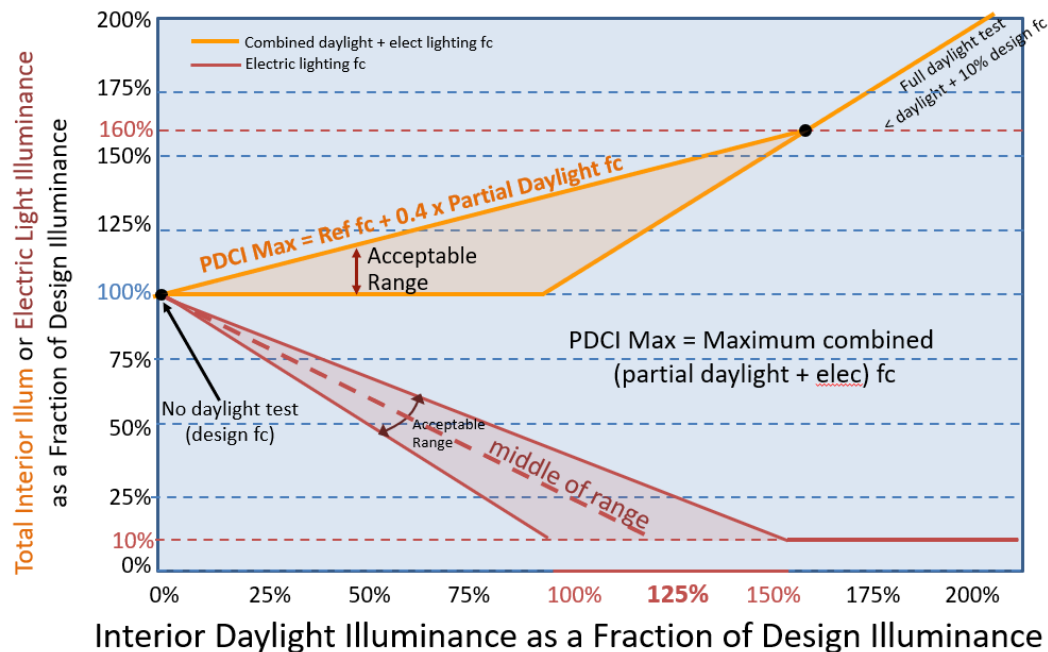 200%
175%
160%
150%
125%
100%
75%
50%
25%
10%
0%
Total Interior Illum or Electric Light Illuminance
as a Fraction of Design Illuminance
Combined daylight + elect lighting fc
Electric lighting fc
Full daylight test
< daylight + 10% design fc
PDCI Max = Ref fc + 0.4 x Partial Daylight fc
Acceptable
Range
PDCI Max = Maximum combined
(partial daylight + elec) fc
No daylight test
(design fc)
Acceptable
Range
middle of range
0% 25% 50% 75% 100% 125% 150% 175% 200%
Interior Daylight Illuminance as a Fraction of Design Illuminance